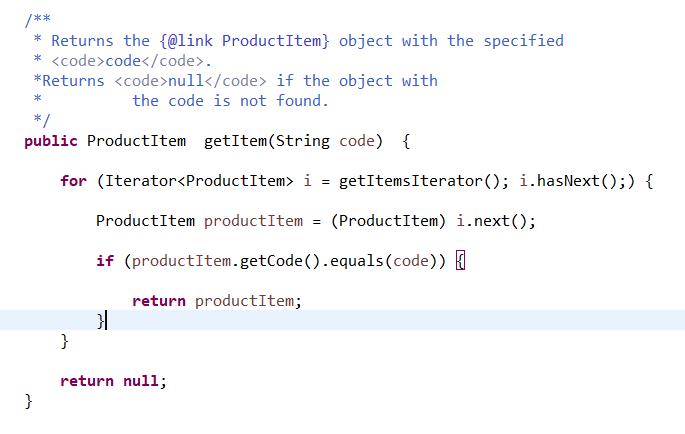 /**
 * Returns the {@link ProductItem} object with the specified
 * <code>code</code>.
 *Returns <code>null</code> if the object with
 *          the code is not found.
 */
public ProductItem  getItem(String code)  {
    for (Iterator<ProductItem> i = getItemsIterator(); i.hasNext();) {
        ProductItem productItem = (ProductItem) i.next();
        if (productItem.getCode().equals(code)) {
            return productItem;
        }
    }
    return null;
}